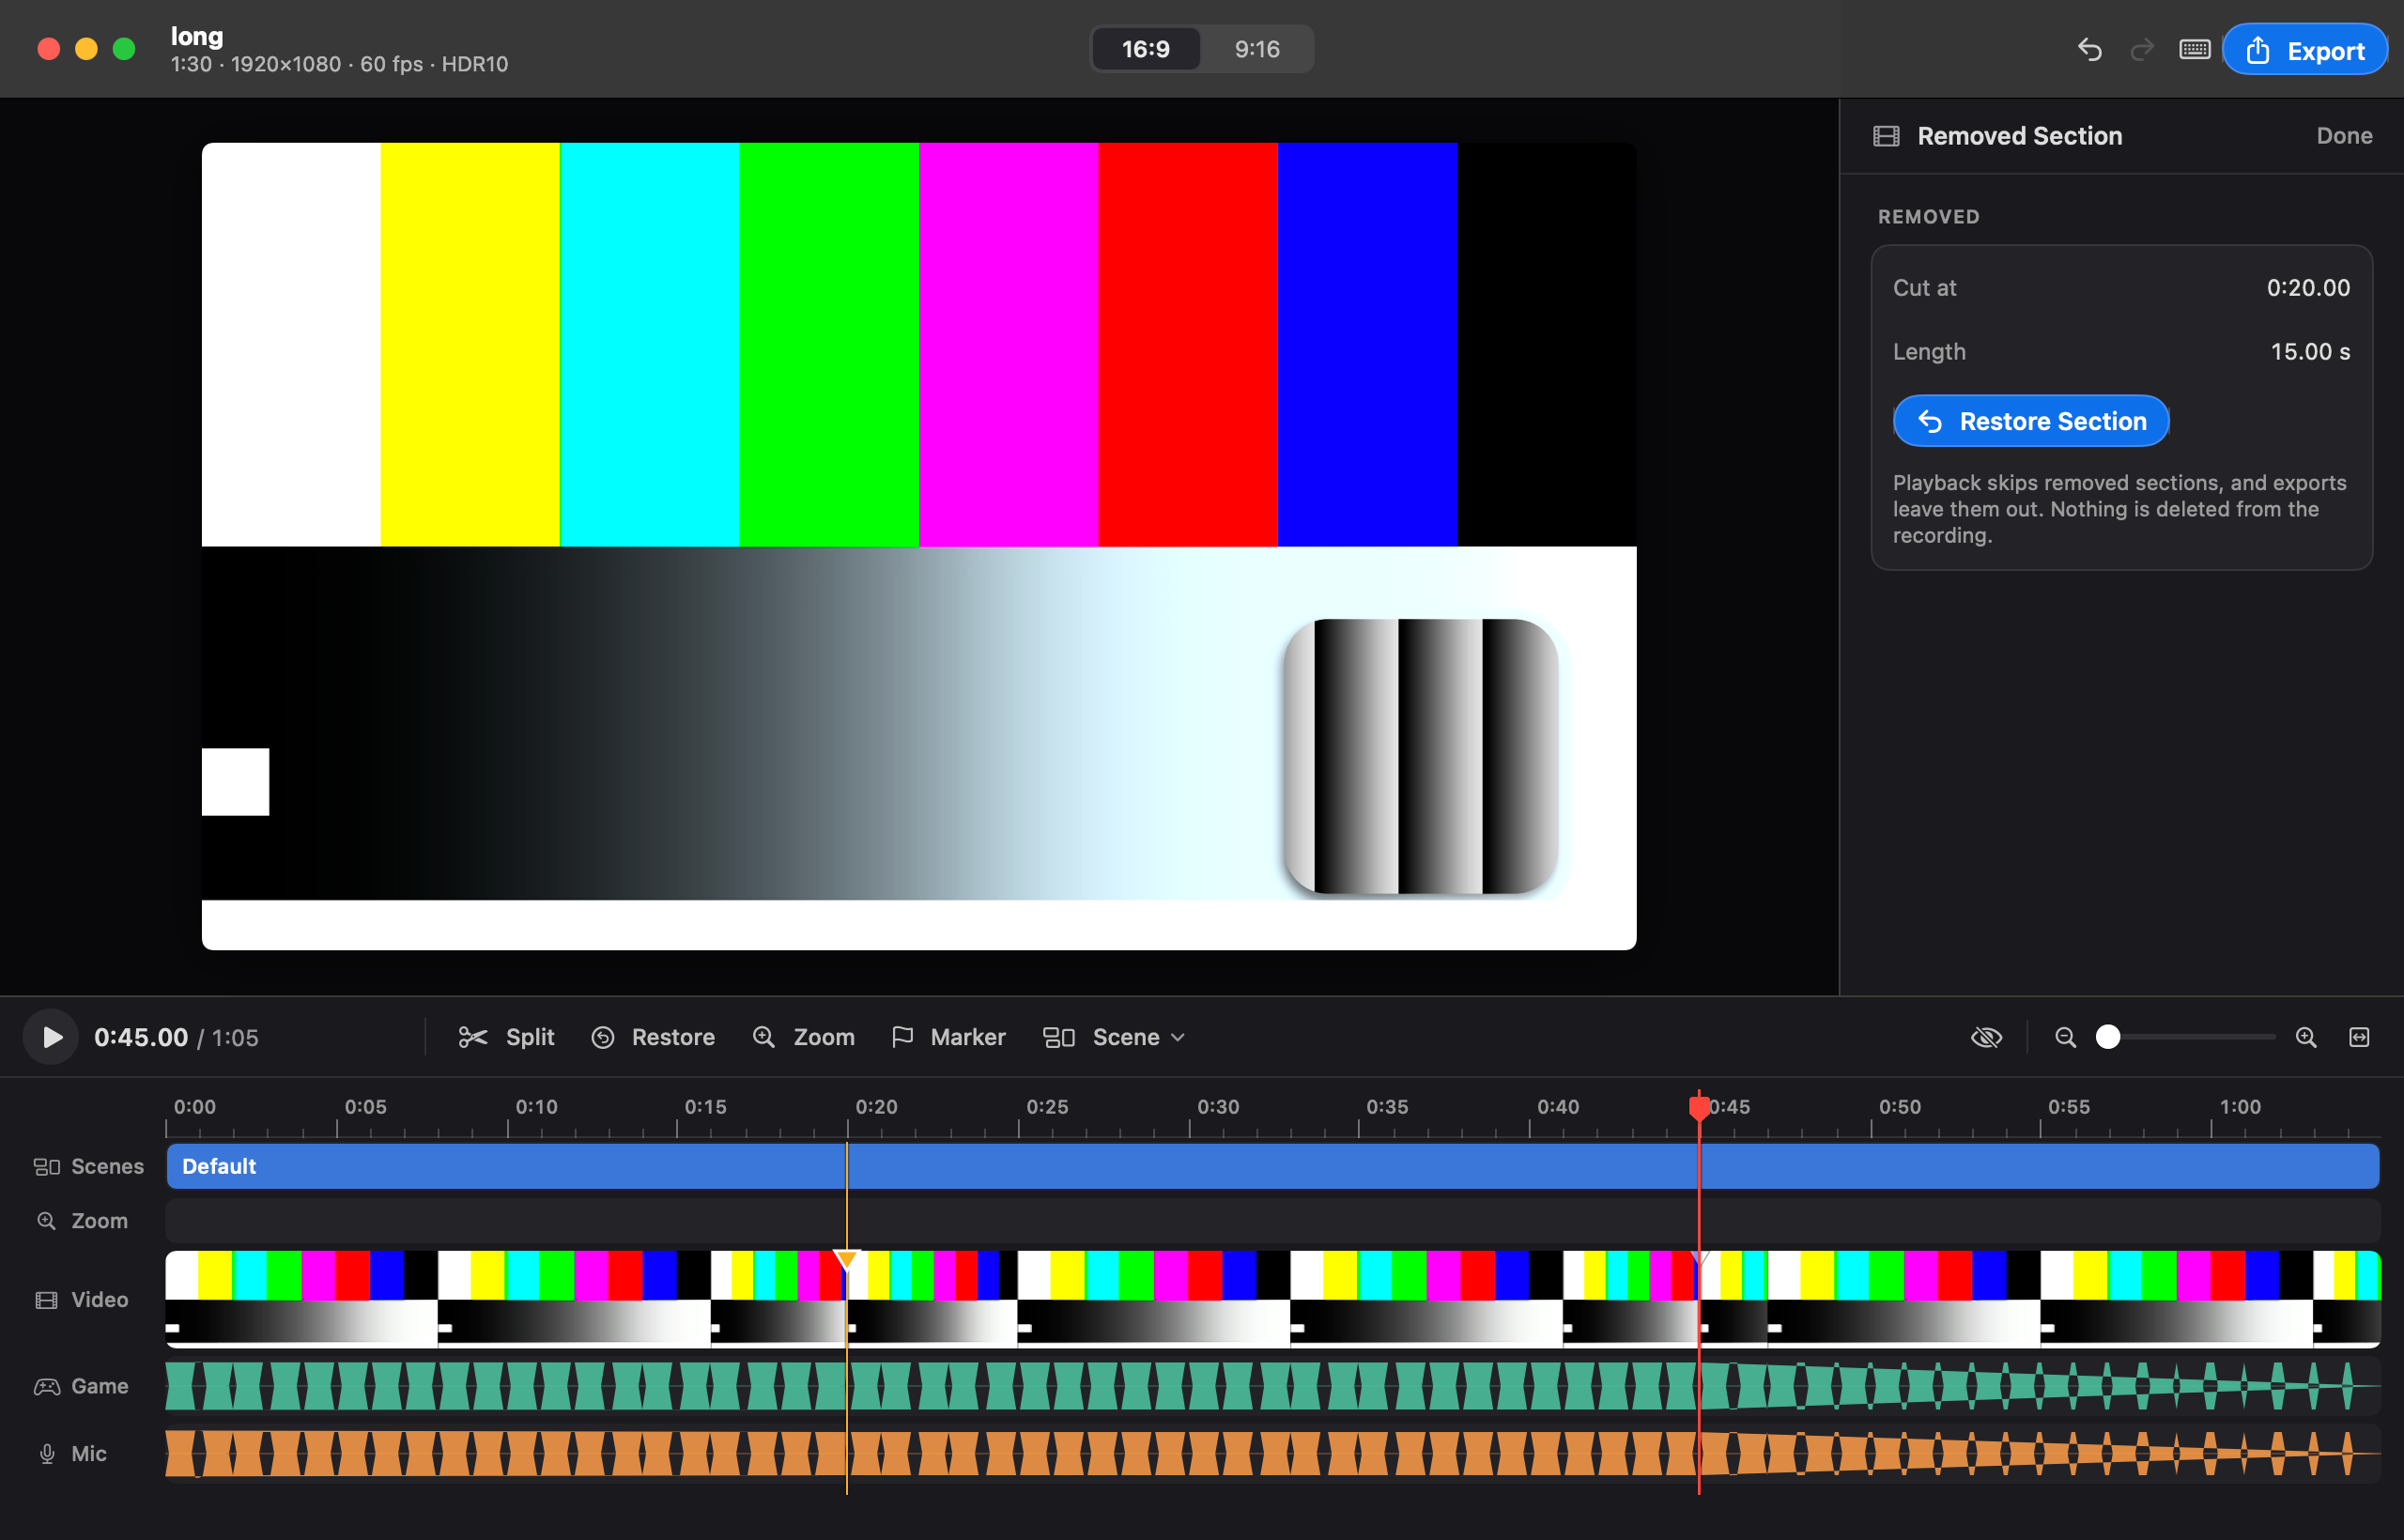 long
1:30 · 1920×1080 · 60 fps · HDR10
16:9
9:16
Export
Removed Section
Done
REMOVED
Cut at
0:20.00
Length
15.00 s
Restore Section
Playback skips removed sections, and exports
leave them out. Nothing is deleted from the
recording.
0:45.00 / 1:05
Split
Restore
Zoom
Marker
Scene
0:00
0:05
0:10
0:15
0:20
0:25
0:30
0:35
0:40
0:45
0:50
0:55
1:00
Scenes
Default
Zoom
Video
Game
Mic